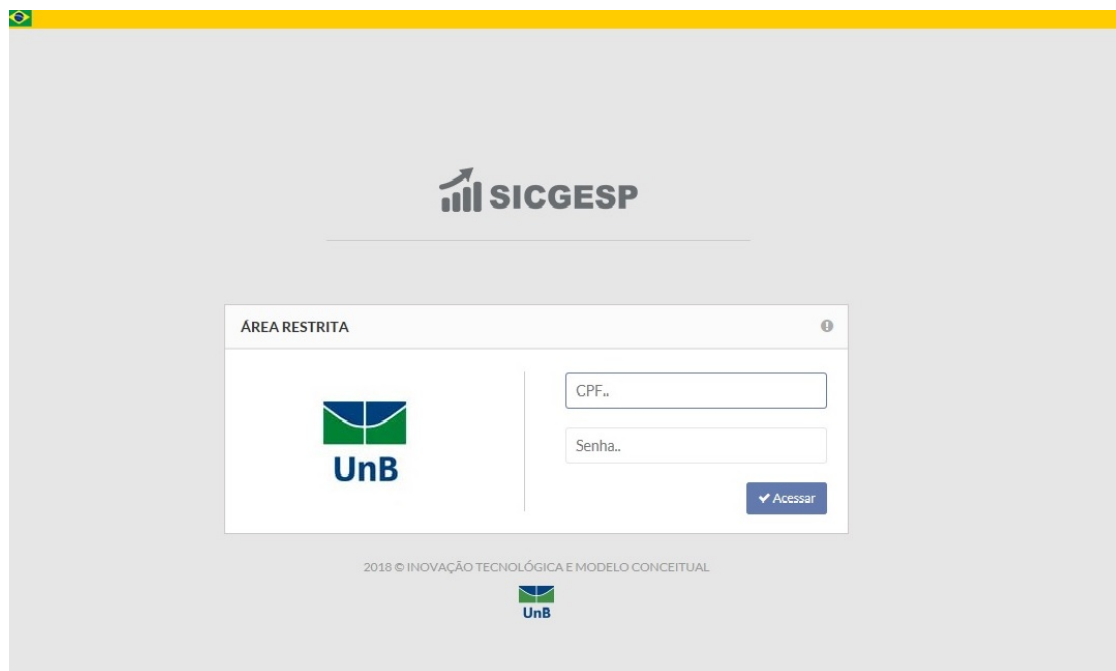 SICGESP
ÁREA RESTRITA
CPF..
UnB
Senha..
Acessar
2018 © INOVAÇÃO TECNOLÓGICA E MODELO CONCEITUAL
UnB